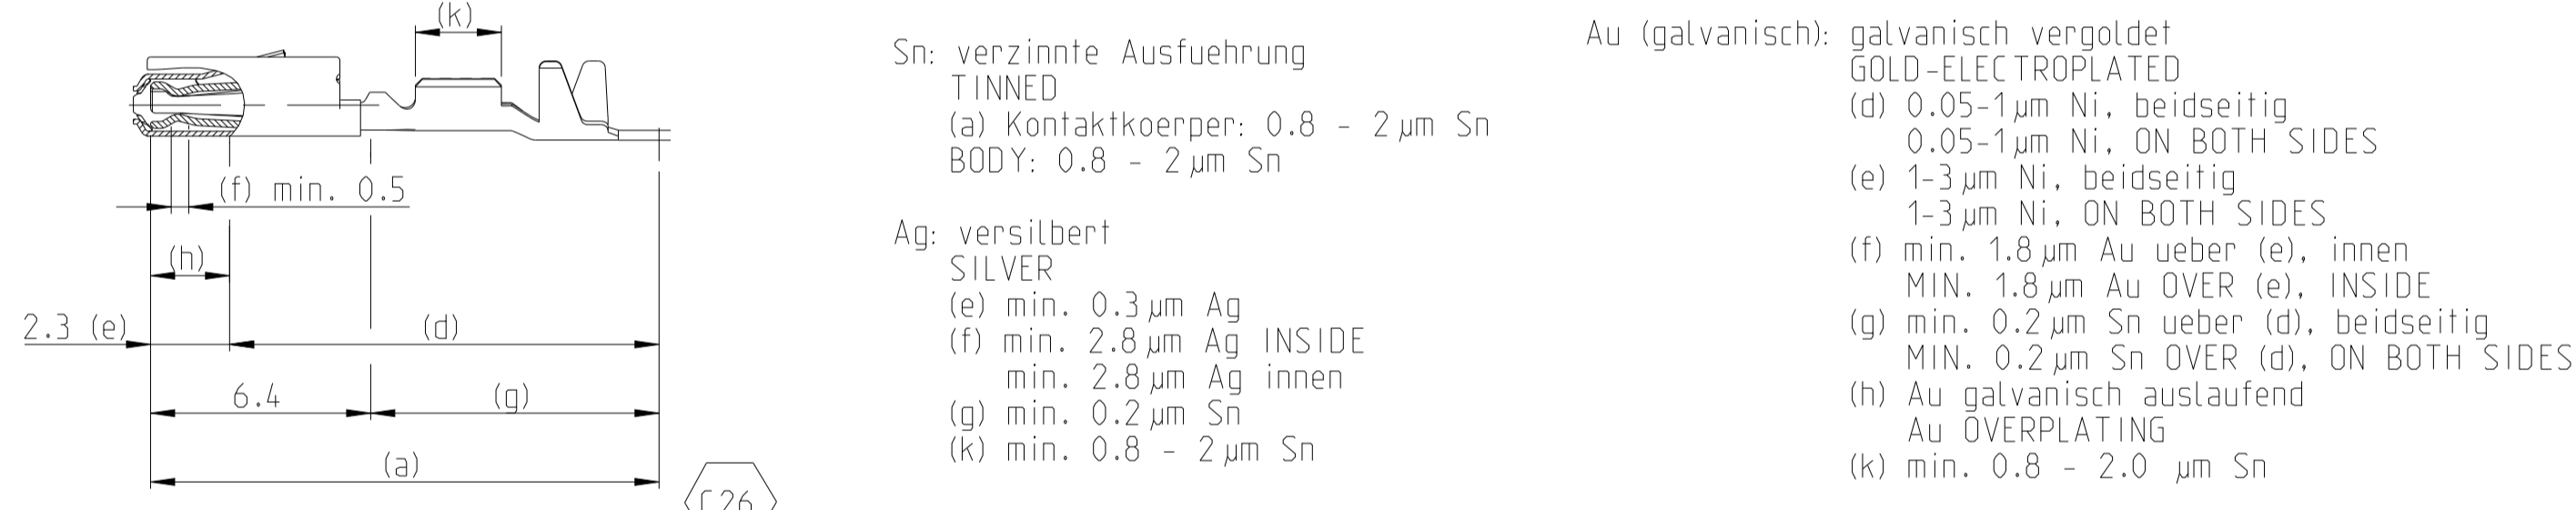 (k)
(f) min. 0.5
(h)
2.3 (e)
(d)
6.4
(g)
(a)
Sn: verzinnte Ausfuehrung
TINNED
(a) Kontaktkoerper: 0.8 - 2 µm Sn
BODY: 0.8 - 2 µm Sn
Ag: versilbert
SILVER
(e) min. 0.3 µm Ag
(f) min. 2.8 µm Ag INSIDE
min. 2.8 µm Ag innen
(g) min. 0.2 µm Sn
(k) min. 0.8 - 2 µm Sn
Au (galvanisch): galvanisch vergoldet
GOLD-ELECTROPLATED
(d) 0.05-1µm Ni, beidseitig
0.05-1µm Ni, ON BOTH SIDES
(e) 1-3 µm Ni, beidseitig
1-3 µm Ni, ON BOTH SIDES
(f) min. 1.8 µm Au ueber (e), innen
MIN. 1.8 µm Au OVER (e), INSIDE
(g) min. 0.2 µm Sn ueber (d), beidseitig
MIN. 0.2 µm Sn OVER (d), ON BOTH SIDES
(h) Au galvanisch auslaufend
Au OVERPLATING
(k) min. 0.8 - 2.0 µm Sn